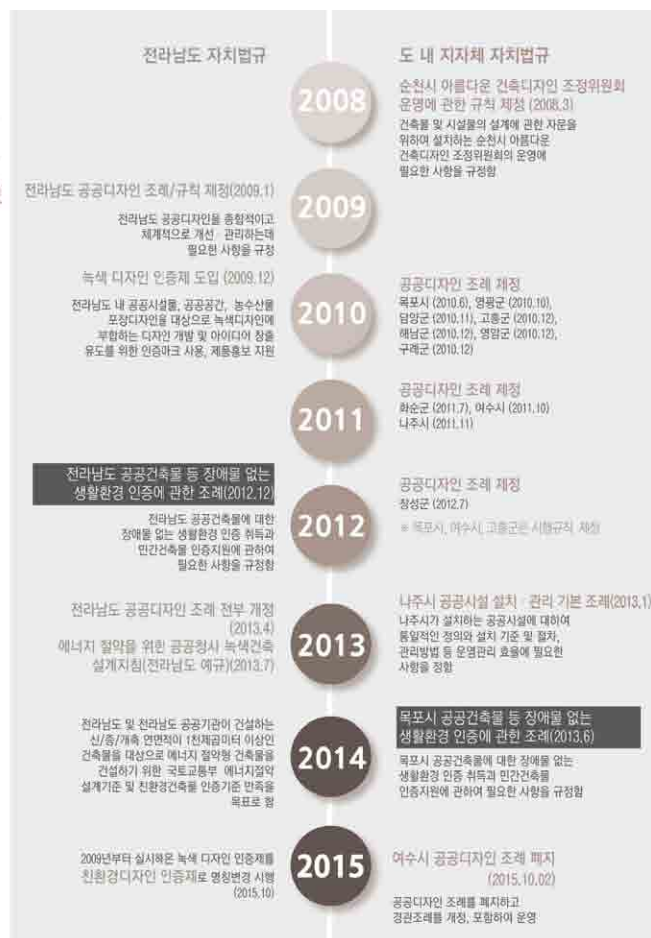 전라남도 자치법규
도 내 지자체 자치법규
2008
순천시 아름다운 건축디자인 조정위원회
운영에 관한 규칙 제정 (2008.3)
건축물 및 시설물의 설계에 관한 자문을
위하여 설치하는 순천시 아름다운
건축디자인 조정위원회의 운영에
필요한 사항을 규정함
전라남도 공공디자인 조례/규칙 제정(2009.1)
전라남도 공공디자인을 종합적이고
체계적으로 개선·관리하는데
필요한 사항을 규정
2009
녹색 디자인 인증제 도입 (2009.12)
전라남도 내 공공시설물, 공공공간, 농수산물
포장디자인을 대상으로 녹색디자인에
부합하는 디자인 개발 및 아이디어 창출
유도를 위한 인증마크 사용, 제품홍보 지원
2010
공공디자인 조례 제정
목포시 (2010.6), 영광군 (2010.10),
담양군 (2010.11), 고흥군 (2010.12),
해남군 (2010.12), 영암군 (2010.12),
구례군 (2010.12)
2011
공공디자인 조례 제정
화순군 (2011.7), 여수시 (2011.10)
나주시 (2011.11)
전라남도 공공건축물 등 장애물 없는
생활환경 인증에 관한 조례(2012.12)
전라남도 공공건축물에 대한
장애물 없는 생활환경 인증 취득과
민간건축물 인증지원에 관하여
필요한 사항을 규정함
2012
공공디자인 조례 제정
장성군 (2012.7)
※ 목포시, 여수시, 고흥군은 시행규칙 제정
전라남도 공공디자인 조례 전부 개정
(2013.4)
에너지 절약을 위한 공공청사 녹색건축
설계지침(전라남도 예규)(2013.7)
2013
나주시 공공시설 설치·관리 기본 조례(2013.1)
나주시가 설치하는 공공시설에 대하여
통일적인 정의와 설치 기준 및 절차,
관리방법 등 운영관리 효율에 필요한
사항을 정함
전라남도 및 전라남도 공공기관이 건설하는
신/증/개축 연면적이 1천제곱미터 이상인
건축물을 대상으로 에너지 절약형 건축물을
건설하기 위한 국토교통부 에너지절약
설계기준 및 친환경건축물 인증기준 만족을
목표로 함
2014
목포시 공공건축물 등 장애물 없는
생활환경 인증에 관한 조례(2013.6)
목포시 공공건축물에 대한 장애물 없는
생활환경 인증 취득과 민간건축물
인증지원에 관하여 필요한 사항을 규정함
2009년부터 실시해온 녹색 디자인 인증제를
친환경디자인 인증제로 명칭변경 시행
(2015.10)
2015
여수시 공공디자인 조례 폐지
(2015.10.02)
공공디자인 조례를 폐지하고
경관조례를 개정, 포함하여 운영